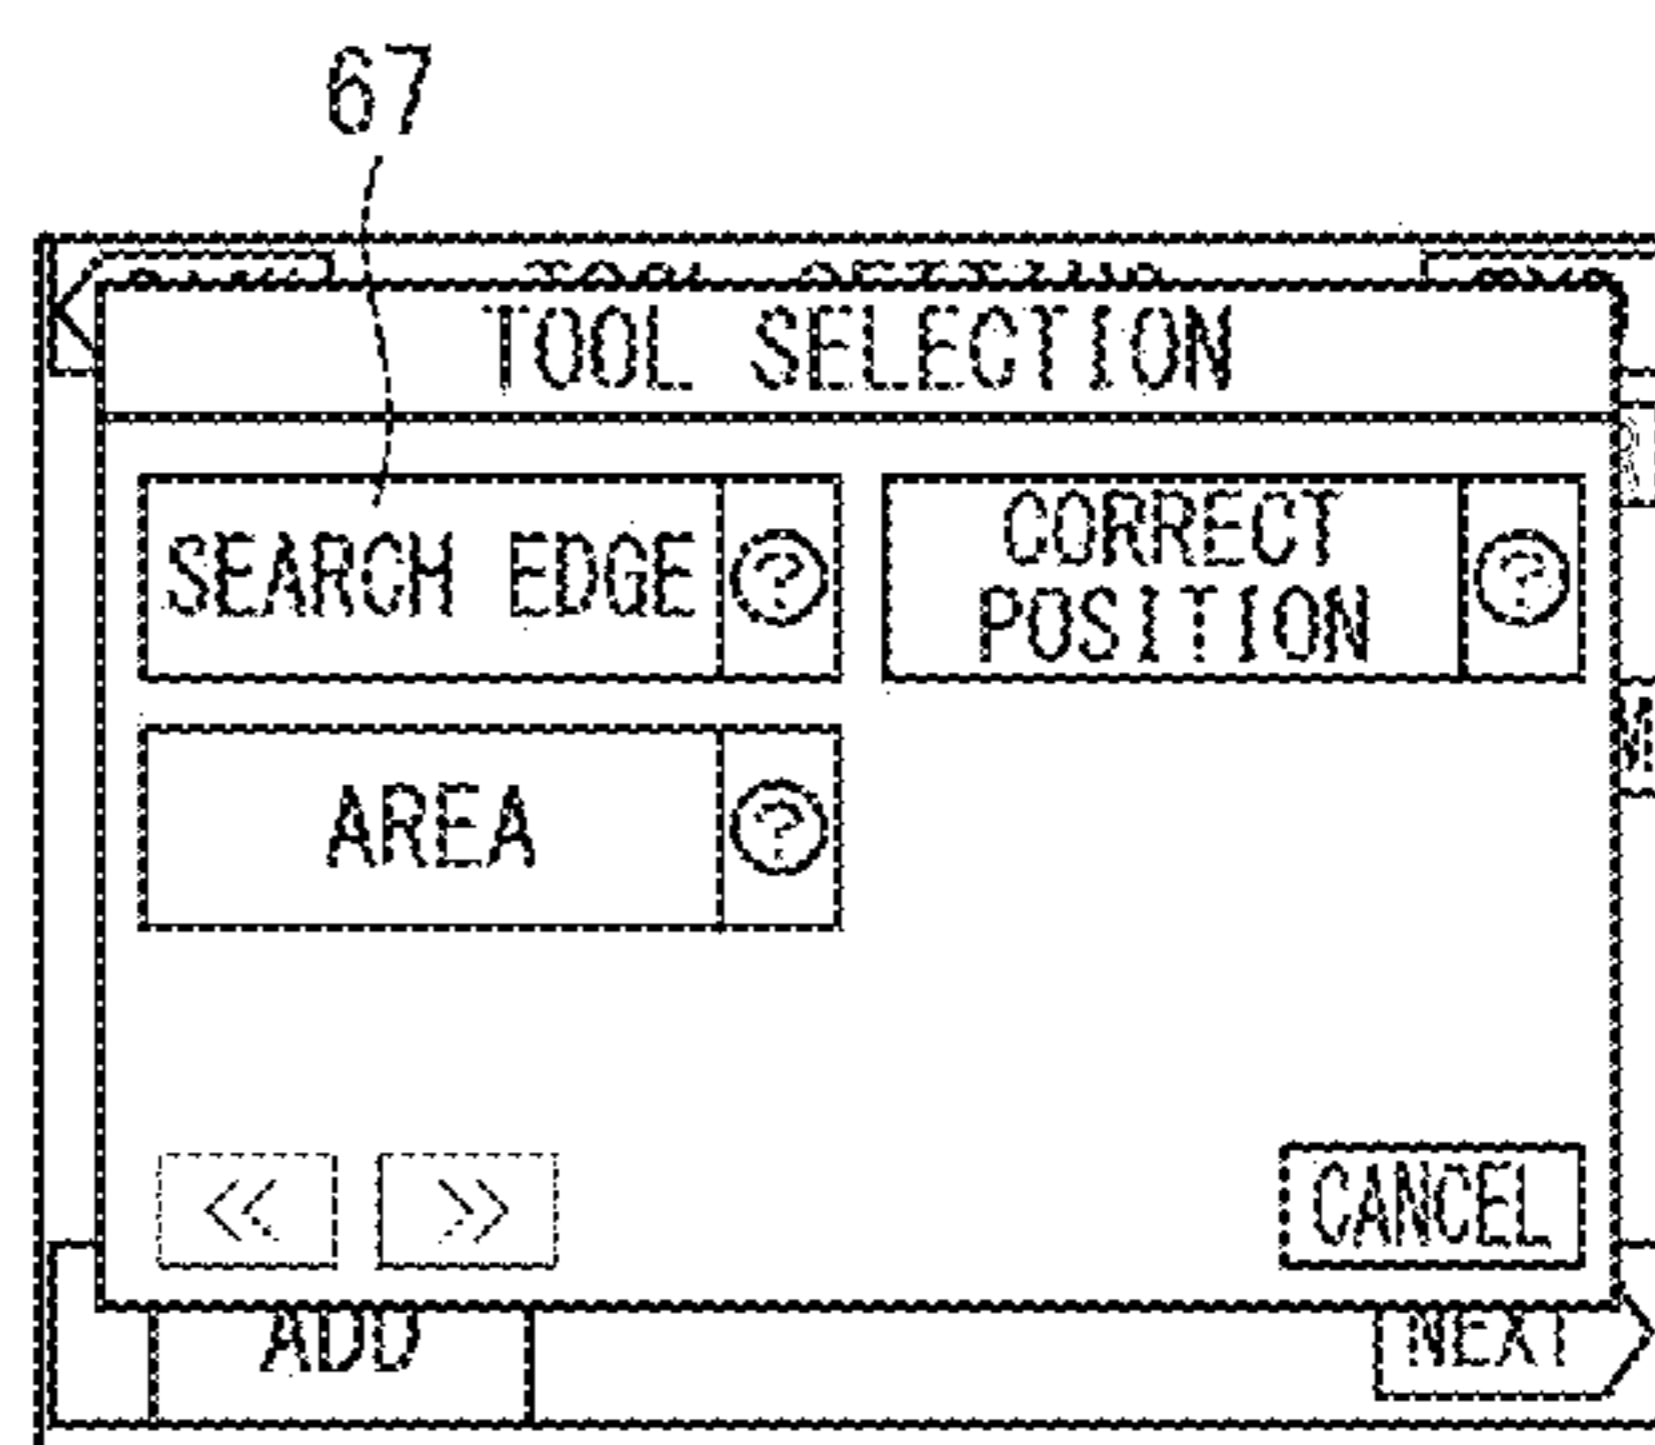 67
TOOL SELECTION
SEARCH EDGE ?
CORRECT
POSITION ?
AREA ?
<< >>
CANCEL
ADD
NEXT